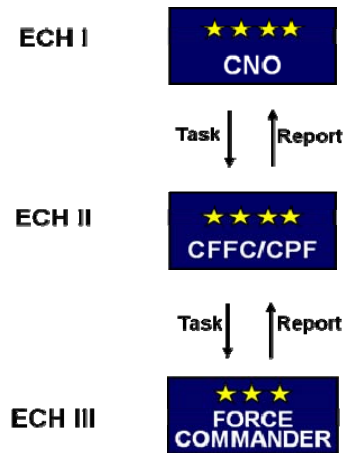 ECH I
CNO
Task
Report
ECH II
CFFC/CPF
Task
Report
ECH III
FORCE
COMMANDER